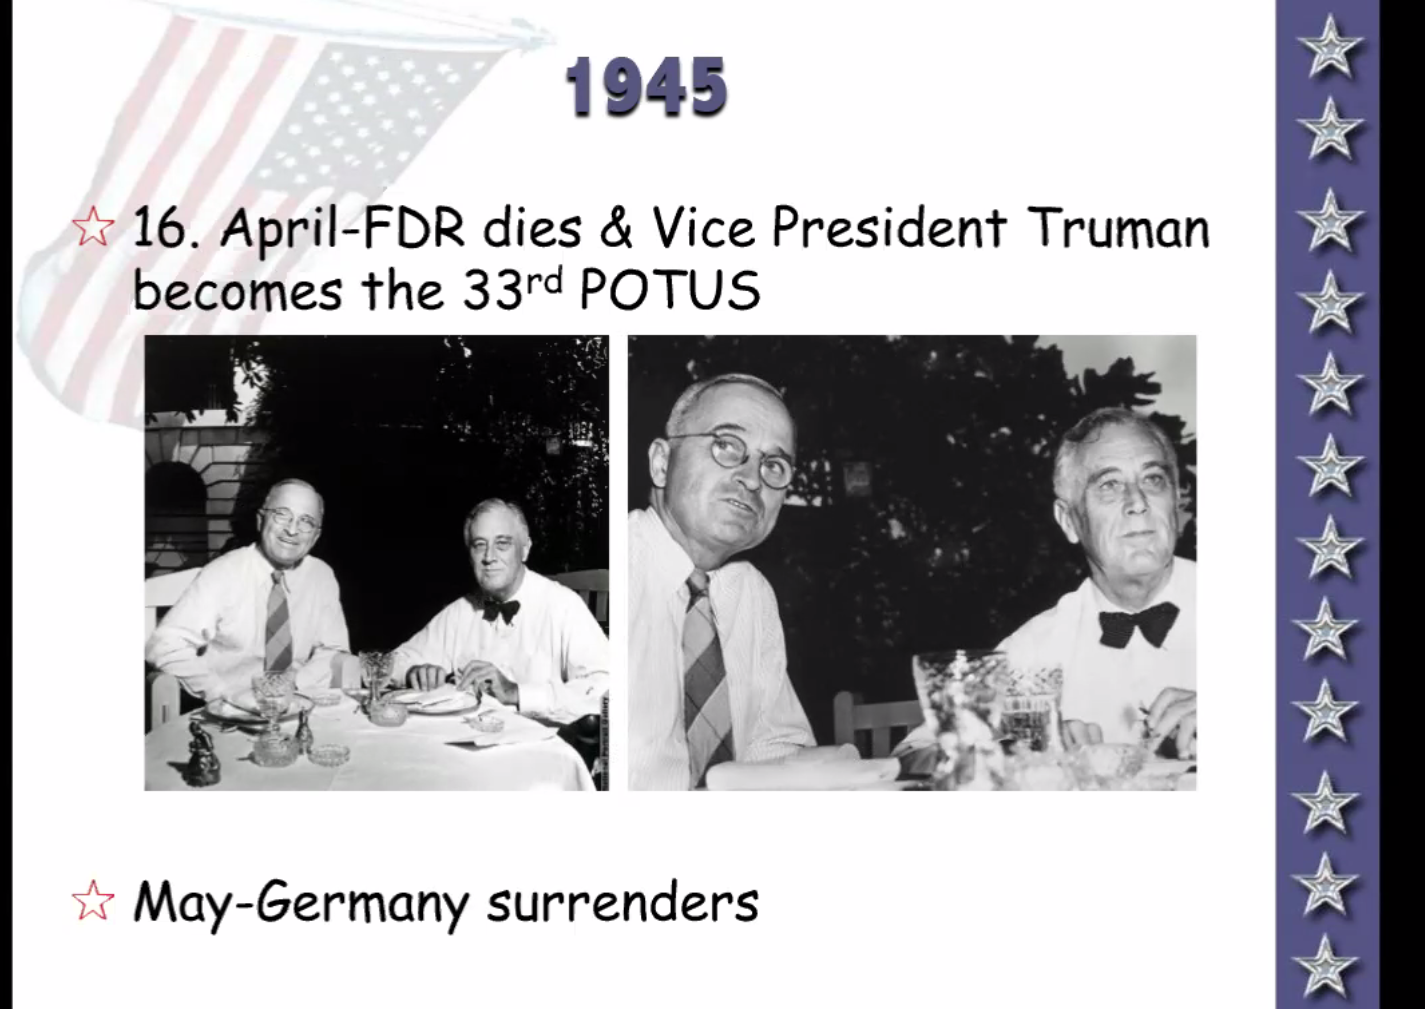 1945
16. April-FDR dies & Vice President Truman
becomes the 33rd POTUS
May-Germany surrenders